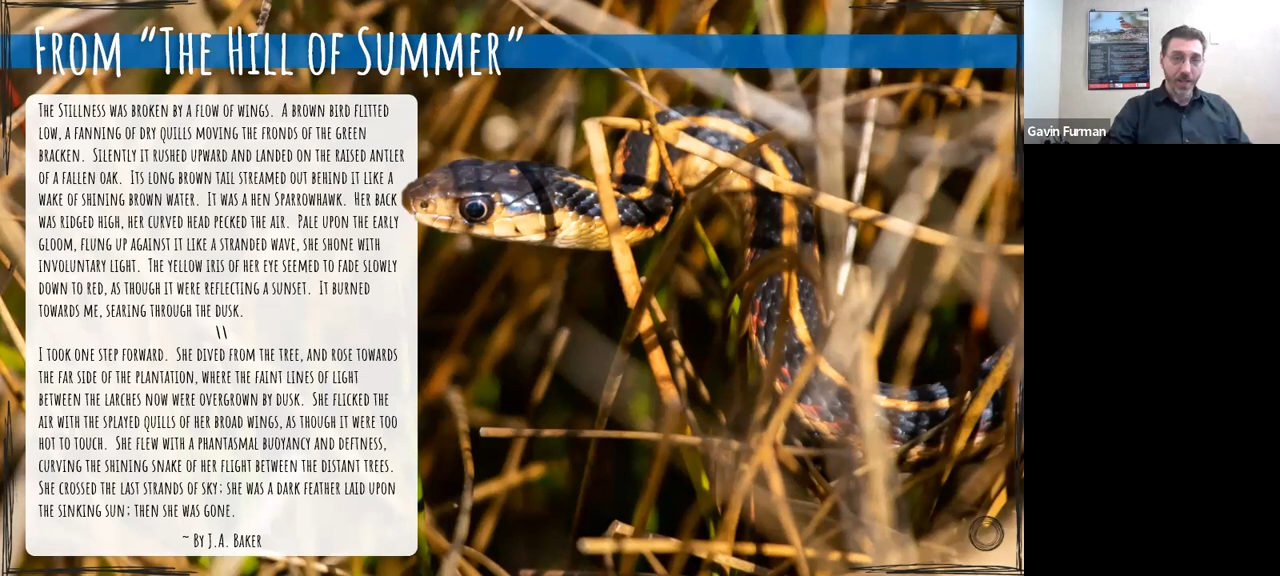 From “The Hill of Summer”
The Stillness was broken by a flow of wings. A brown bird flitted
low, a fanning of dry quills moving the fronds of the green
bracken. Silently it rushed upward and landed on the raised antler
of a fallen oak. Its long brown tail streamed out behind it like a
wake of shining brown water. It was a hen Sparrowhawk. Her back
was ridged high, her curved head pecked the air. Pale upon the early
gloom, flung up against it like a stranded wave, she shone with
involuntary light. The yellow iris of her eye seemed to fade slowly
down to red, as though it were reflecting a sunset. It burned
towards me, searing through the dusk.
\\
I took one step forward. She dived from the tree, and rose towards
the far side of the plantation, where the faint lines of light
between the larches now were overgrown by dusk. She flicked the
air with the splayed quills of her broad wings, as though it were too
hot to touch. She flew with a phantasmal buoyancy and deftness,
curving the shining snake of her flight between the distant trees.
She crossed the last strands of sky; she was a dark feather laid upon
the sinking sun; then she was gone.
~ By J.A. Baker
Gavin Furman